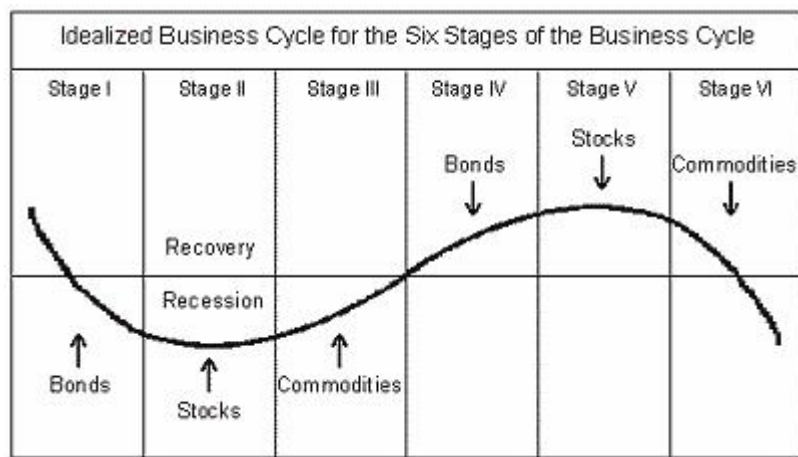 Idealized Business Cycle for the Six Stages of the Business Cycle
Stage I Stage II Stage III Stage IV Stage V Stage VI
Stocks
Bonds Commodities
Recovery
Recession
Bonds Commodities
Stocks